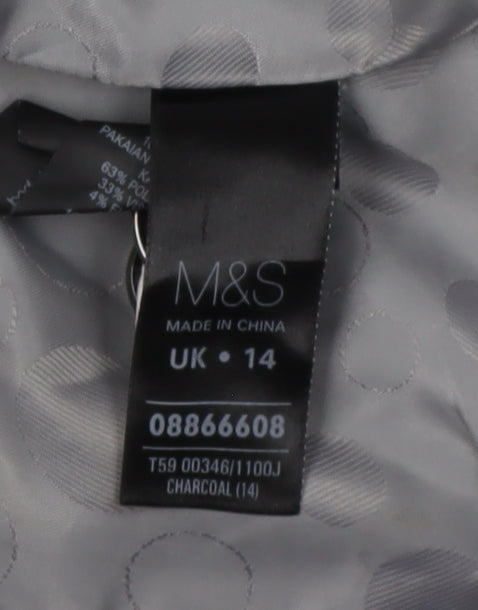 PAKAIAN
63% POL
33% V
4%
M&S
MADE IN CHINA
UK • 14
08866608
T59 00346/1100J
CHARCOAL (14)